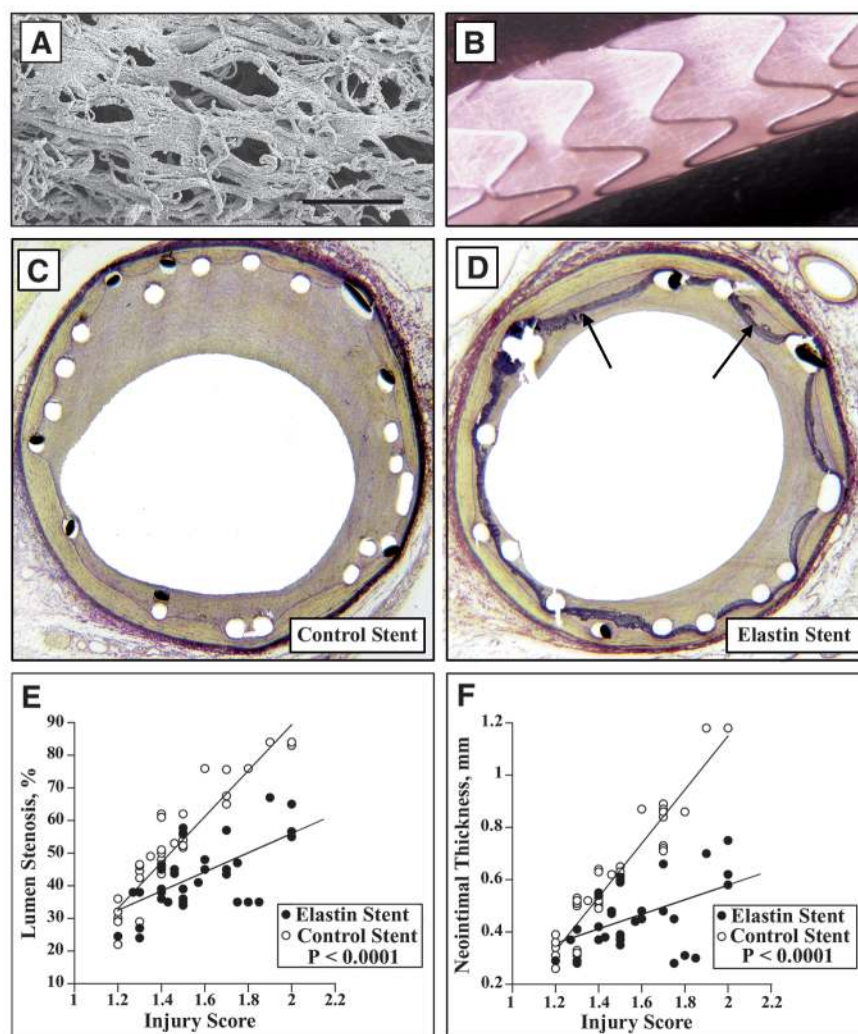 A
B
C
Control Stent
D
Elastin Stent
E
90
80
70
60
50
40
30
20
10
Lumen Stenosis, %
1 1.2 1.4 1.6 1.8 2 2.2
Injury Score
Elastin Stent
Control Stent
P < 0.0001
F
1.2
1
0.8
0.6
0.4
0.2
Neointimal Thickness, mm
1 1.2 1.4 1.6 1.8 2 2.2
Injury Score
Elastin Stent
Control Stent
P < 0.0001